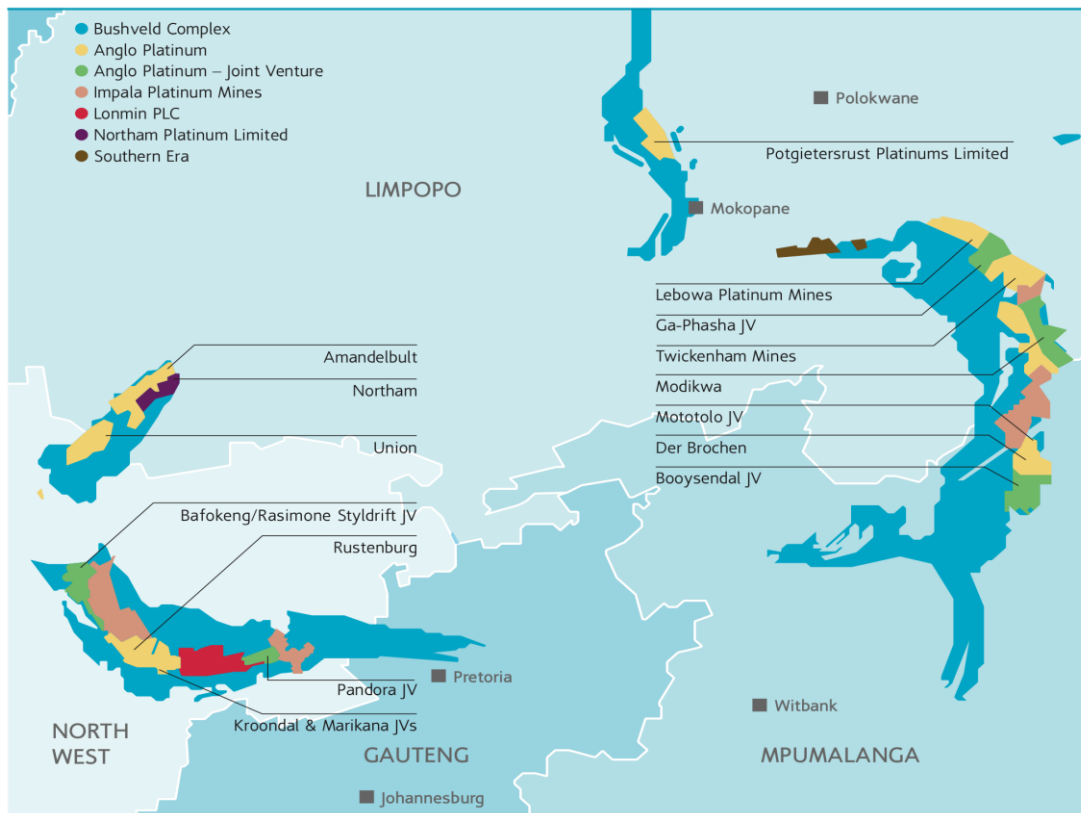 Bushveld Complex
Anglo Platinum
Anglo Platinum – Joint Venture
Impala Platinum Mines
Lonmin PLC
Northam Platinum Limited
Southern Era
Polokwane
Potgietersrust Platinums Limited
LIMPOPO
Mokopane
Lebowa Platinum Mines
Ga-Phasha JV
Twickenham Mines
Modikwa
Mototolo JV
Der Brochen
Booysendal JV
Amandelbult
Northam
Union
Bafokeng/Rasimone Styldrift JV
Rustenburg
Pandora JV
Kroondal & Marikana JVs
Pretoria
Witbank
NORTH
WEST
GAUTENG
MPUMALANGA
Johannesburg